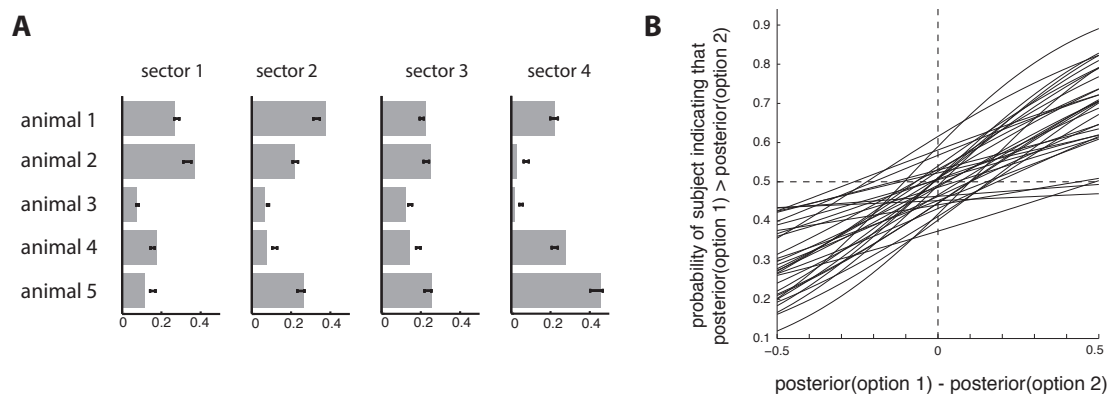 A
sector 1 sector 2 sector 3 sector 4
animal 1
animal 2
animal 3
animal 4
animal 5
0 0.2 0.4 0 0.2 0.4 0 0.2 0.4 0 0.2 0.4
B
probability of subject indicating that
posterior(option 1) > posterior(option 2)
0.9
0.8
0.7
0.6
0.5
0.4
0.3
0.2
0.1
−0.5 0 0.5
posterior(option 1) - posterior(option 2)